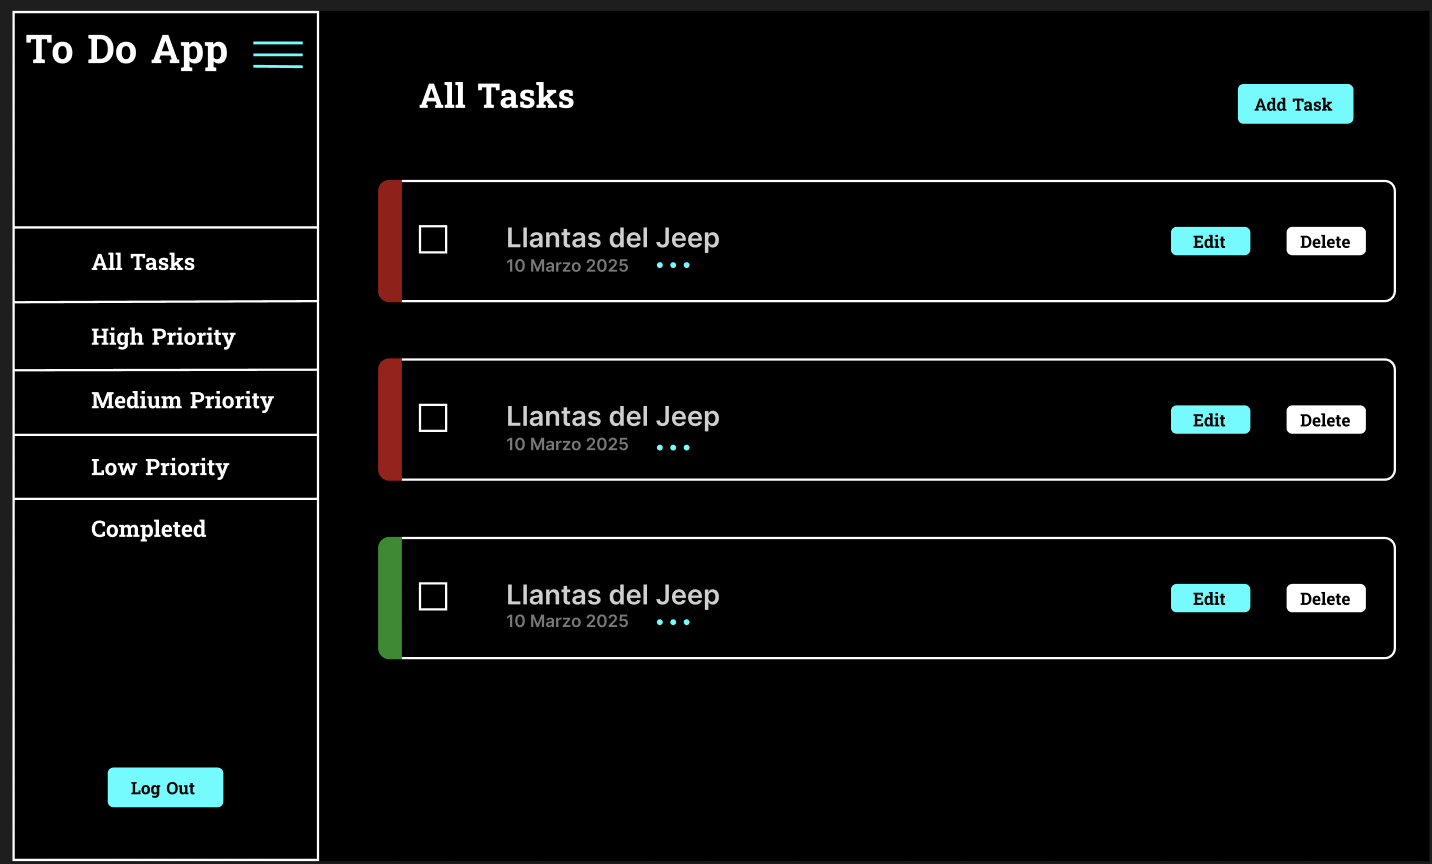 To Do App
All Tasks
High Priority
Medium Priority
Low Priority
Completed
Log Out
All Tasks
Add Task
Llantas del Jeep
10 Marzo 2025
Edit
Delete
Llantas del Jeep
10 Marzo 2025
Edit
Delete
Llantas del Jeep
10 Marzo 2025
Edit
Delete